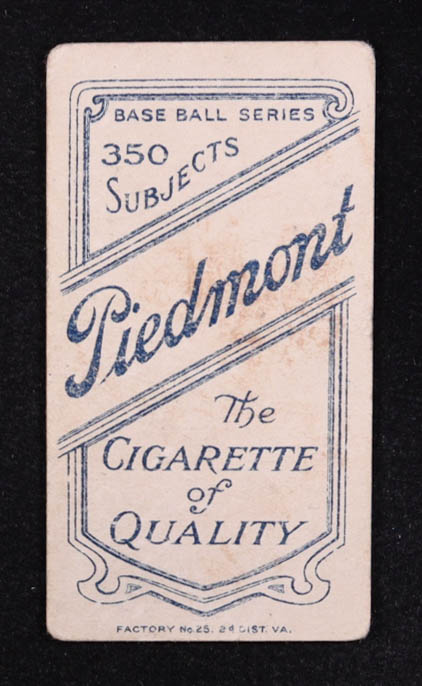 BASE BALL SERIES
350
SUBJECTS
Piedmont
The
CIGARETTE
of
QUALITY
FACTORY No. 25, 2d DIST. VA.